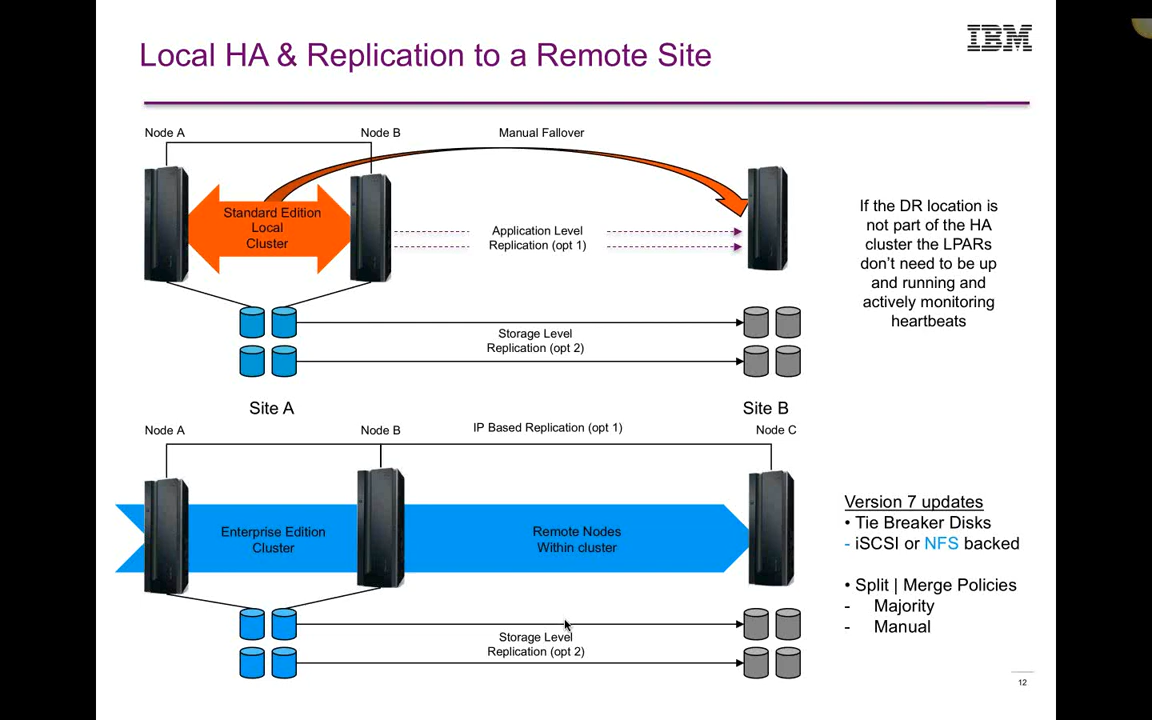 IBM
Local HA & Replication to a Remote Site
Node A
Node B
Manual Fallover
Standard Edition
Local
Cluster
Application Level
Replication (opt 1)
If the DR location is
not part of the HA
cluster the LPARs
don't need to be up
and running and
actively monitoring
heartbeats
Storage Level
Replication (opt 2)
Site A
Site B
Node A
Node B
IP Based Replication (opt 1)
Node C
Enterprise Edition
Cluster
Remote Nodes
Within cluster
Version 7 updates
• Tie Breaker Disks
- iSCSI or NFS backed
• Split | Merge Policies
- Majority
- Manual
Storage Level
Replication (opt 2)
12